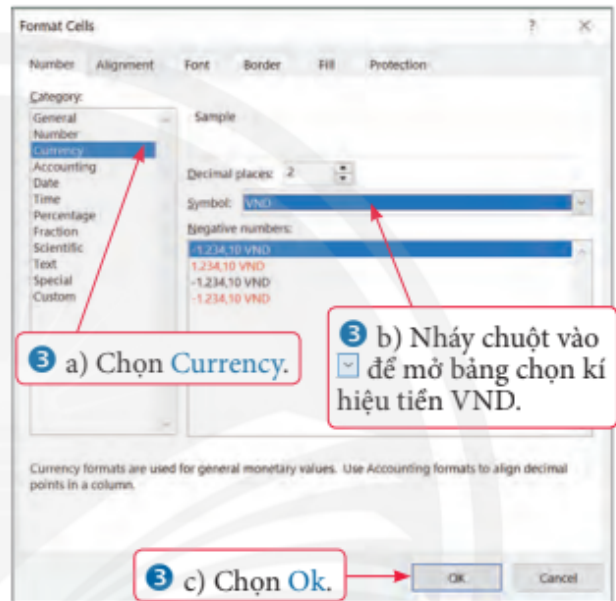 Format Cells ? ×
Number Alignment Font Border Fill Protection
Category:
General
Number
Currency
Accounting
Date
Time
Percentage
Fraction
Scientific
Text
Special
Custom
Sample
Decimal places: 2
Symbol: VND
Negative numbers:
-1.234,10 VND
1.234,10 VND
-1.234,10 VND
-1.234,10 VND
3 a) Chọn Currency.
3 b) Nháy chuột vào
để mở bảng chọn kí
hiệu tiền VND.
Currency formats are used for general monetary values. Use Accounting formats to align decimal
points in a column.
3 c) Chọn Ok.
OK Cancel